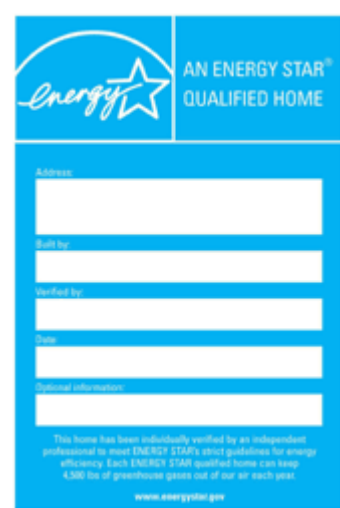 energy
AN ENERGY STAR®
QUALIFIED HOME
Address:
Built by:
Verified by:
Date:
Optional information:
This home has been individually verified by an independent
professional to meet ENERGY STAR's strict guidelines for energy
efficiency. Each ENERGY STAR qualified home can keep
4,500 lbs of greenhouse gases out of our air each year.
www.energystar.gov